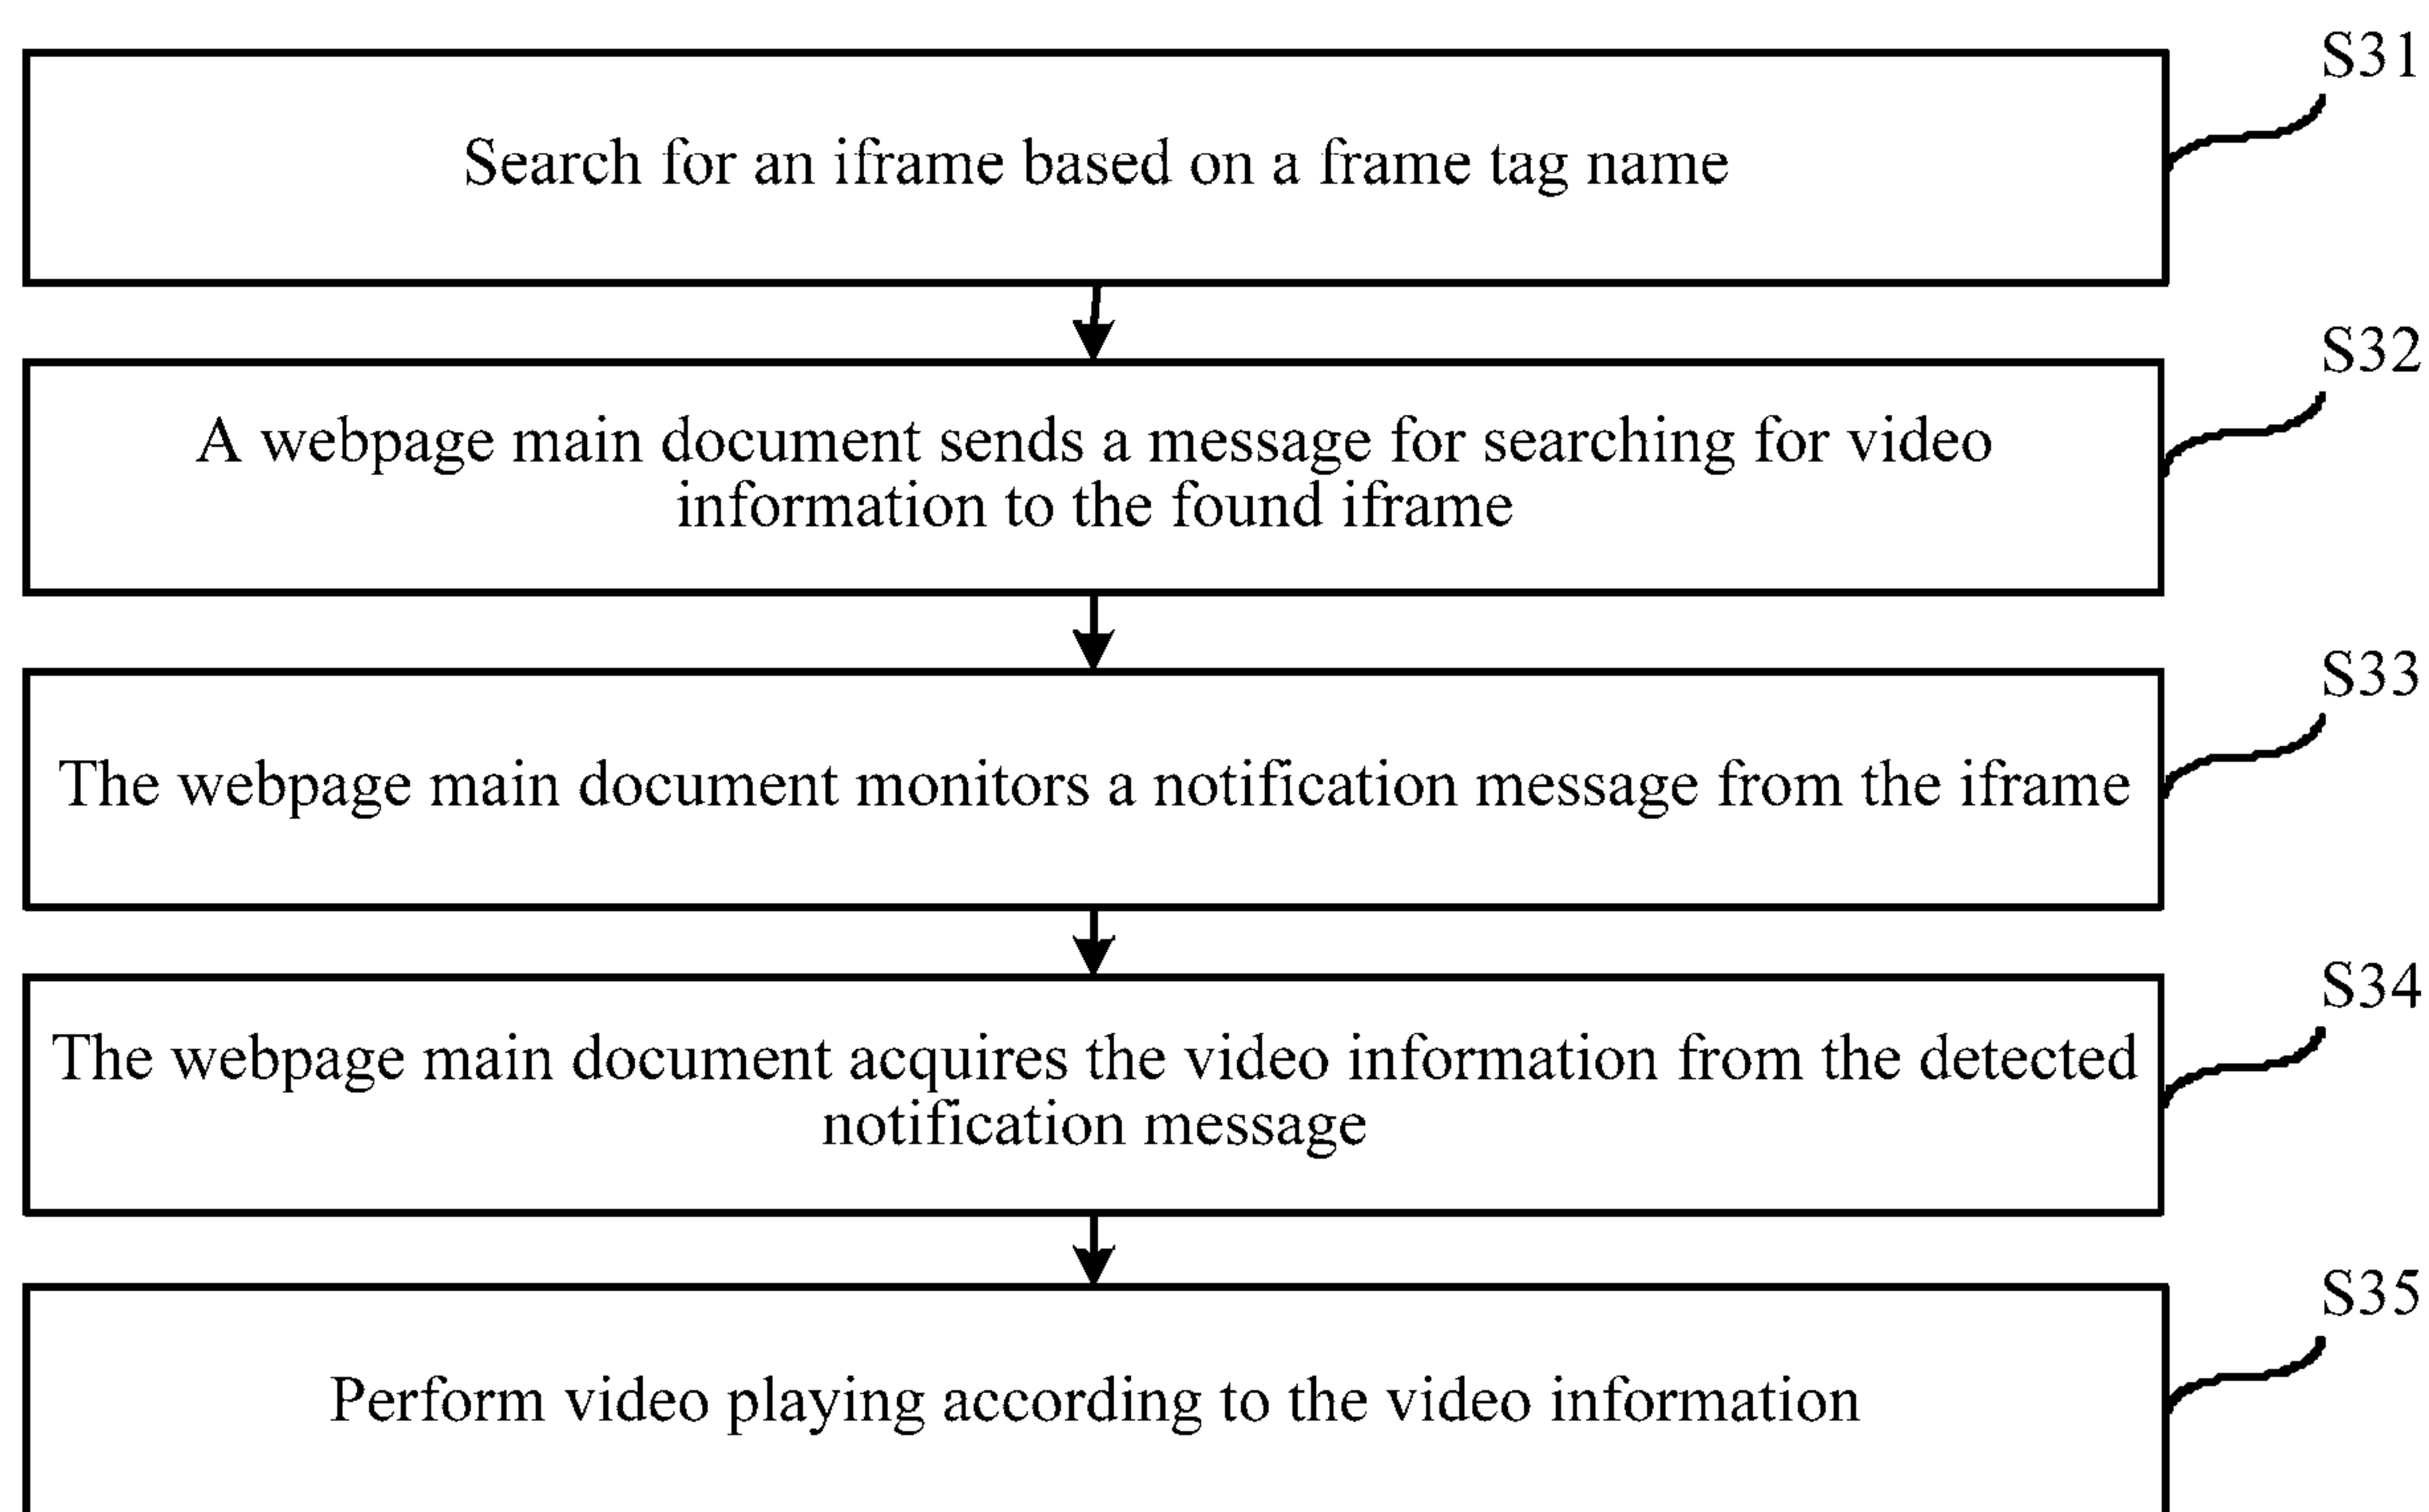 S31
Search for an iframe based on a frame tag name
S32
A webpage main document sends a message for searching for video
information to the found iframe
S33
The webpage main document monitors a notification message from the iframe
S34
The webpage main document acquires the video information from the detected
notification message
S35
Perform video playing according to the video information